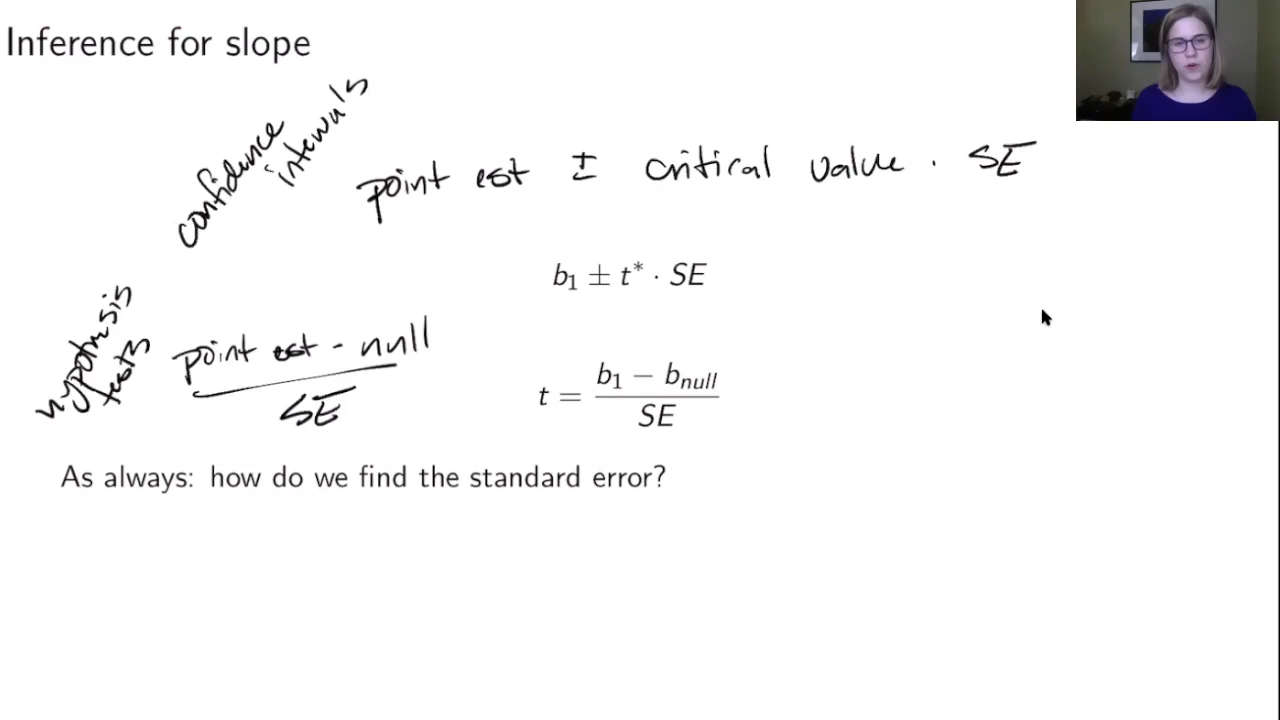 Inference for slope
confidence
intervals
point est ± critical value · SE
b₁ ± t* · SE
hypothesis
tests
point est - null
SE
t = b₁ − bₙᵤₗₗ
SE
As always: how do we find the standard error?